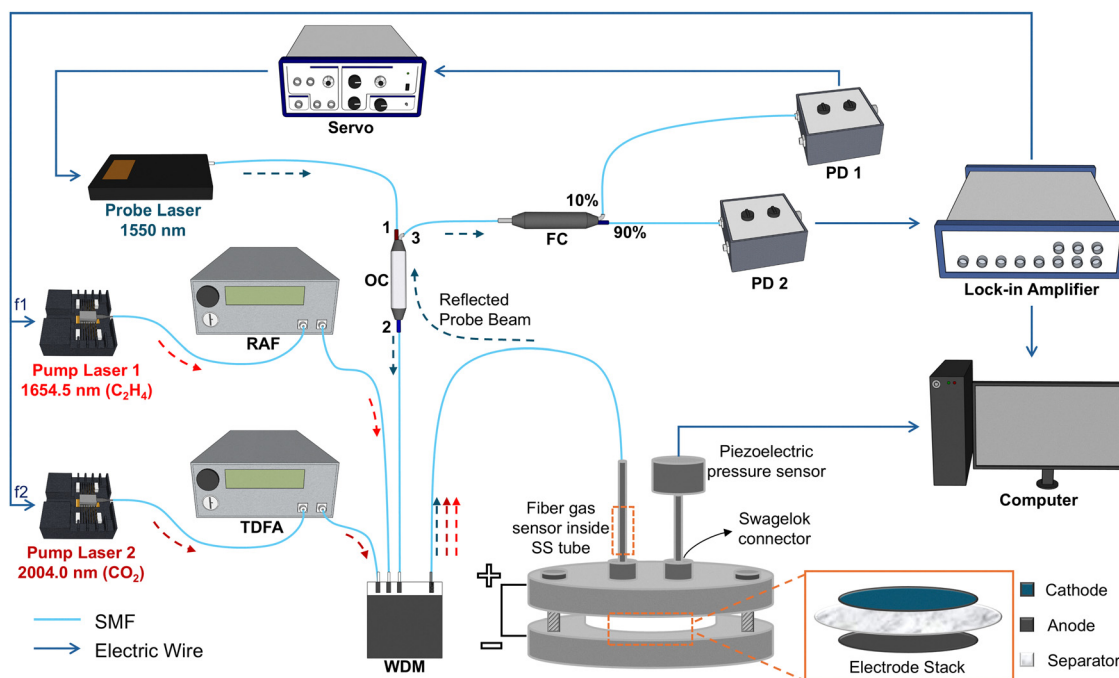 Servo
PD 1
Probe Laser
1550 nm
10%
FC
90%
PD 2
1
3
OC
2
Reflected
Probe Beam
Lock-in Amplifier
f1
RAF
Pump Laser 1
1654.5 nm (C₂H₄)
f2
TDFA
Pump Laser 2
2004.0 nm (CO₂)
Piezoelectric
pressure sensor
Computer
Fiber gas
sensor inside
SS tube
Swagelok
connector
+
−
Cathode
Anode
Separator
Electrode Stack
SMF
Electric Wire
WDM